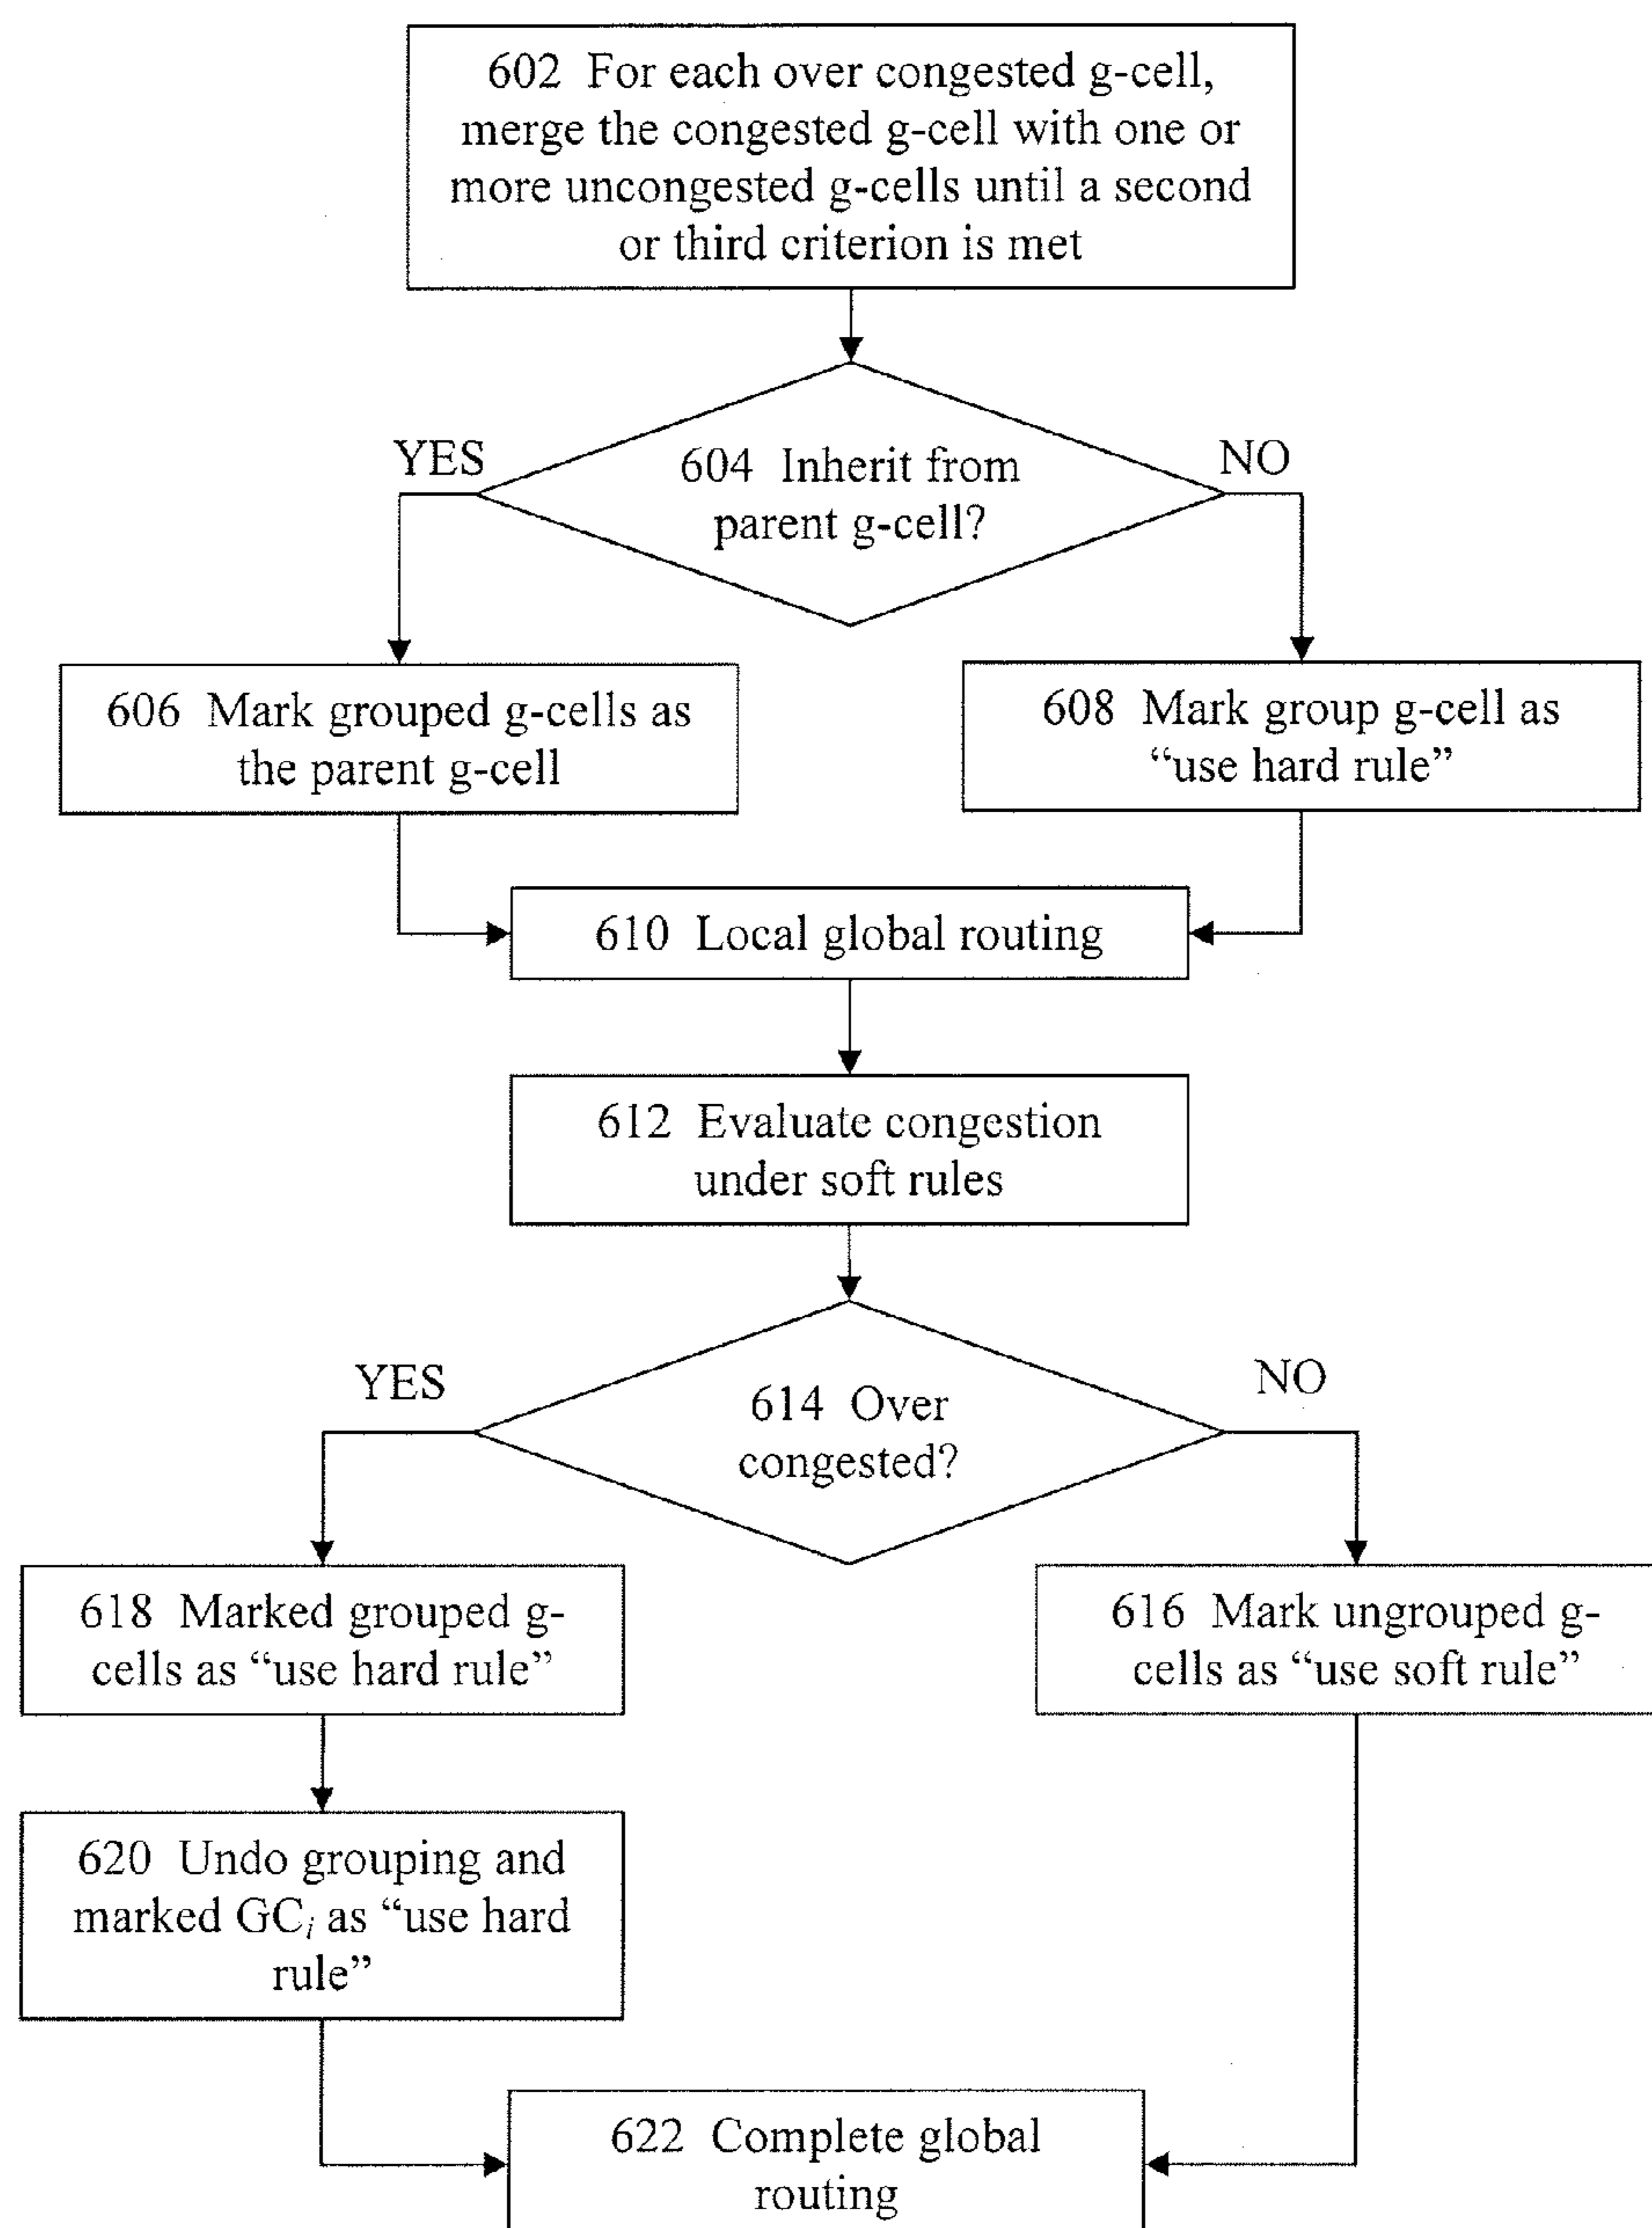 602 For each over congested g-cell,
merge the congested g-cell with one or
more uncongested g-cells until a second
or third criterion is met
YES
604 Inherit from
parent g-cell?
NO
606 Mark grouped g-cells as
the parent g-cell
608 Mark group g-cell as
“use hard rule”
610 Local global routing
612 Evaluate congestion
under soft rules
YES
614 Over
congested?
NO
618 Marked grouped g-
cells as “use hard rule”
616 Mark ungrouped g-
cells as “use soft rule”
620 Undo grouping and
marked GCi as “use hard
rule”
622 Complete global
routing